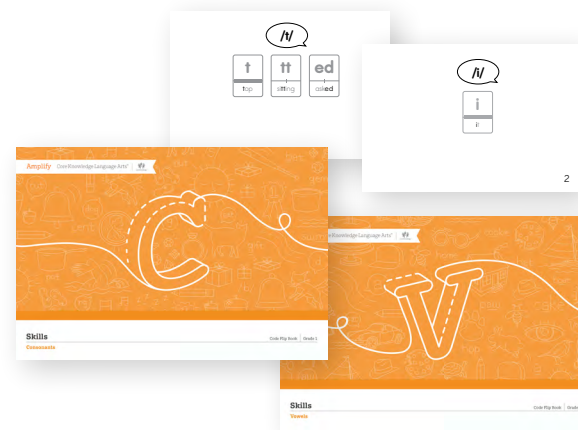 /t/
t tt ed
top sitting asked
/i/
i
it
2
Amplify Core Knowledge Language Arts®
C
Skills
Code Flip Book | Grade 1
Consonants
Knowledge Language Arts®
V
Skills
Code Flip Book | Grade
Vowels